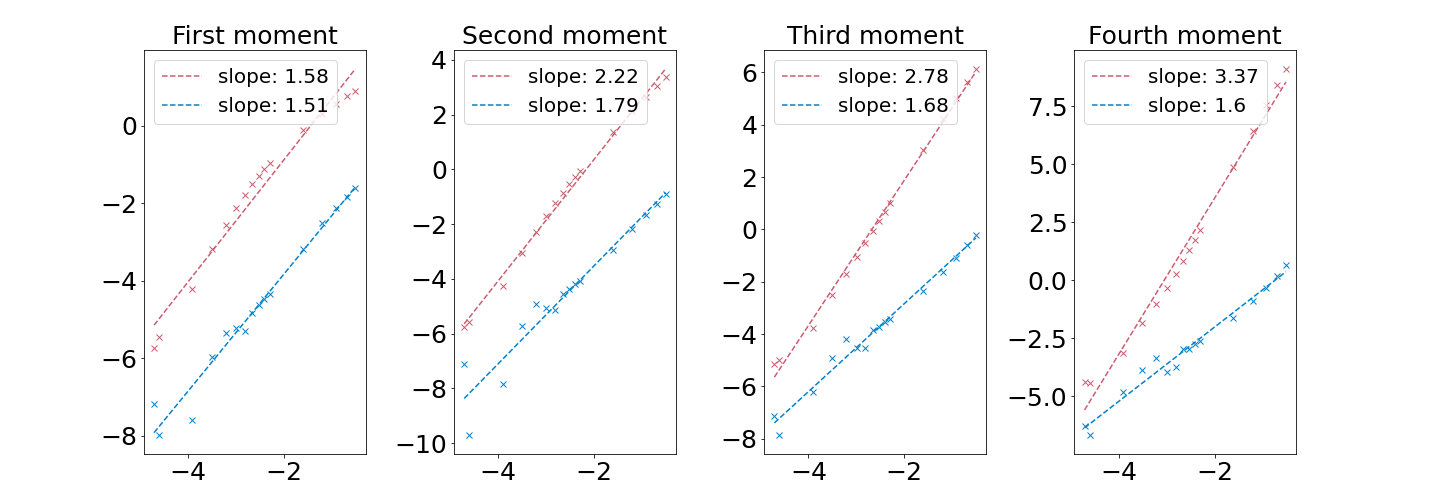 First moment
slope: 1.58
slope: 1.51
0
−2
−4
−6
−8
−4 −2
Second moment
slope: 2.22
slope: 1.79
4
2
0
−2
−4
−6
−8
−10
−4 −2
Third moment
slope: 2.78
slope: 1.68
6
4
2
0
−2
−4
−6
−8
−4 −2
Fourth moment
slope: 3.37
slope: 1.6
7.5
5.0
2.5
0.0
−2.5
−5.0
−4 −2